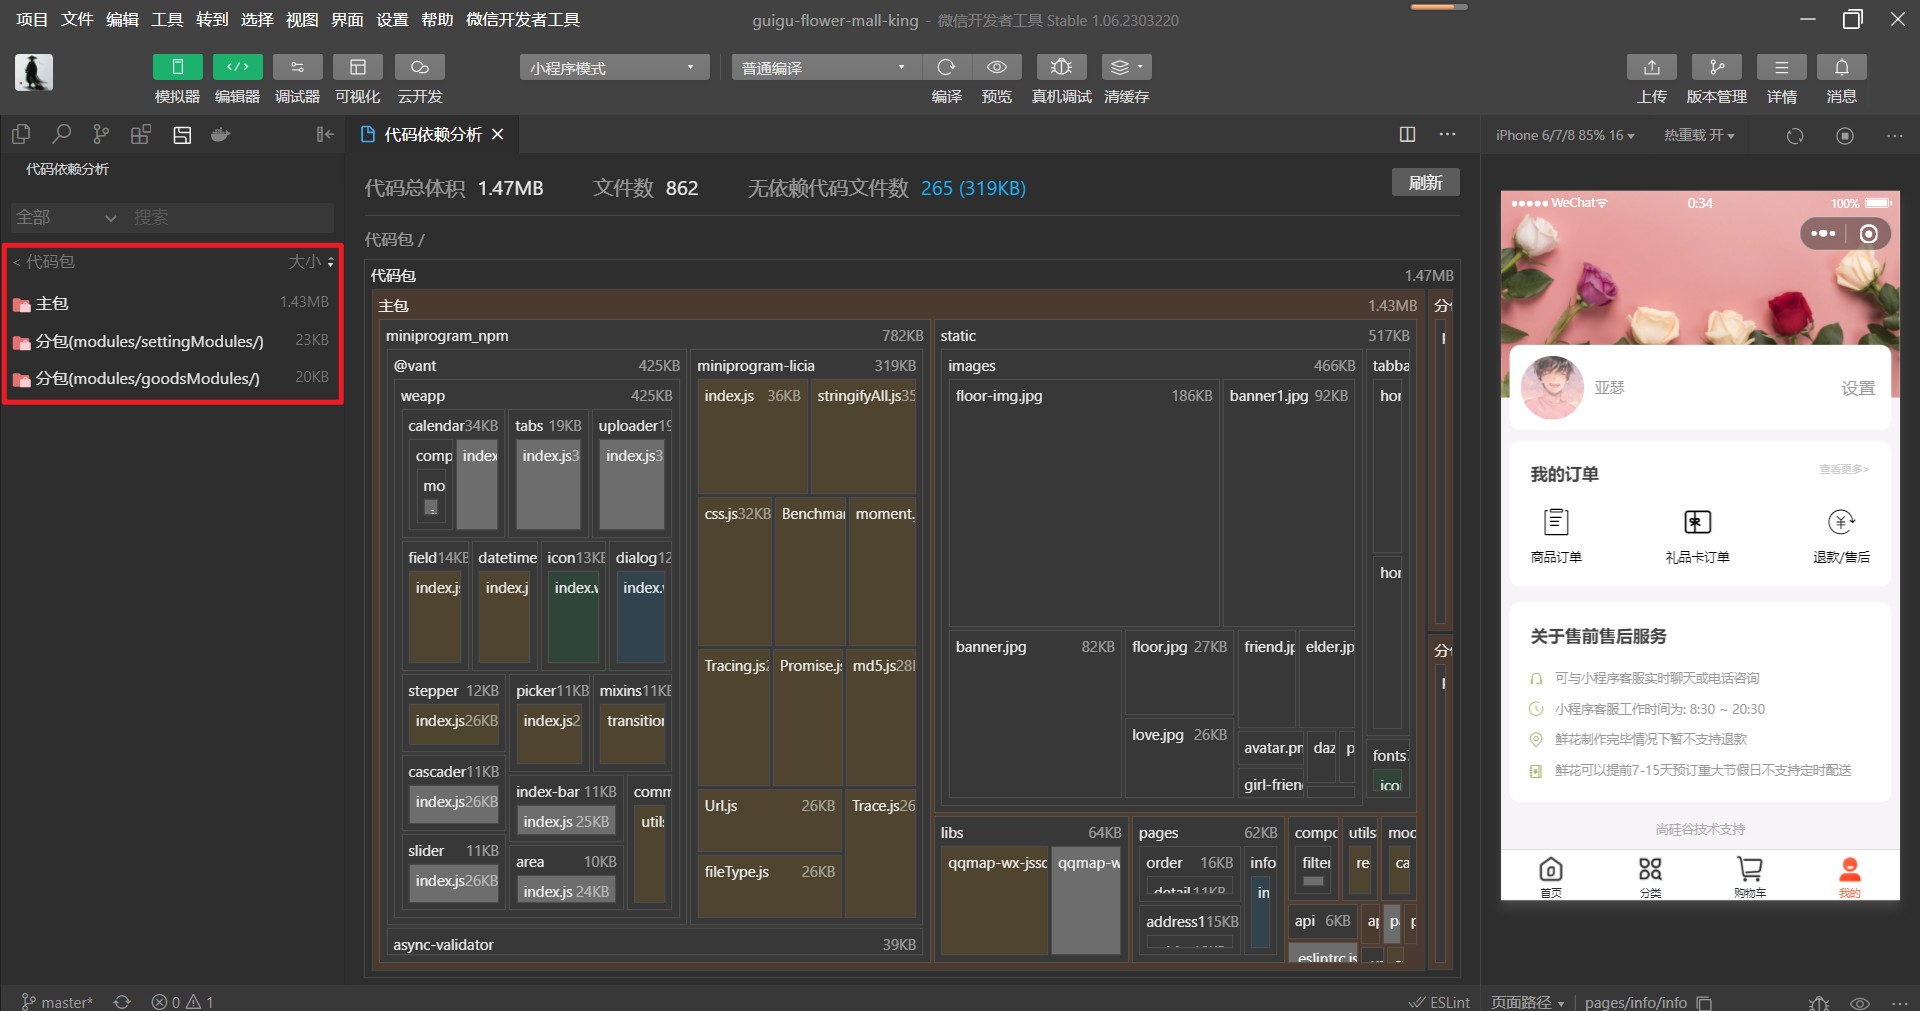 项目 文件 编辑 工具 转到 选择 视图 界面 设置 帮助 微信开发者工具
guigu-flower-mall-king - 微信开发者工具 Stable 1.06.2303220
小程序模式
普通编译
模拟器 编辑器 调试器 可视化 云开发
编译 预览 真机调试 清缓存
上传 版本管理 详情 消息
代码依赖分析
iPhone 6/7/8 85% 16
热重载 开
代码依赖分析
全部
搜索
< 代码包 大小
主包 1.43MB
分包(modules/settingModules/) 23KB
分包(modules/goodsModules/) 20KB
代码总体积 1.47MB 文件数 862 无依赖代码文件数 265 (319KB)
刷新
代码包 /
代码包 1.47MB
主包 1.43MB
miniprogram_npm 782KB
@vant 425KB
weapp 425KB
calendar 34KB
comp
mo
index
tabs 19KB
index.js3
uploader19
index.js3
field14KB
index.j
datetime
index.j
icon13KB
index.
dialog12
index.
stepper 12KB
index.js26KB
picker11KB
index.js2
mixins11KB
transition
cascader11KB
index.js26KB
index-bar 11KB
index.js 25KB
comm
utils
slider 11KB
index.js26KB
area 10KB
index.js 24KB
miniprogram-licia 319KB
index.js 36KB
stringifyAll.js35
css.js32KB
Benchmar
moment.
Tracing.js2
Promise.js
md5.js28
Url.js 26KB
Trace.js26
fileType.js 26KB
async-validator 39KB
static 517KB
images 466KB
floor-img.jpg 186KB
banner1.jpg 92KB
banner.jpg 82KB
floor.jpg 27KB
friend.jp
elder.jp
love.jpg 26KB
avatar.pn
daz
p
girl-frien
tabba
hor
hor
fonts
ico
libs 64KB
qqmap-wx-jssd
qqmap-w
pages 62KB
order 16KB
detail11KB
info
in
address115KB
compo
filter
utils
re
mod
ca
api 6KB
ap
p
p
eslintrc.js
WeChat
0:34
100%
亚瑟
设置
我的订单
查看更多>
商品订单
礼品卡订单
退款/售后
关于售前售后服务
可与小程序客服实时聊天或电话咨询
小程序客服工作时间为: 8:30 ~ 20:30
鲜花制作完毕情况下暂不支持退款
鲜花可以提前7-15天预订重大节假日不支持定时配送
尚硅谷技术支持
首页 分类 购物车 我的
master* 0 1
ESLint
页面路径
pages/info/info